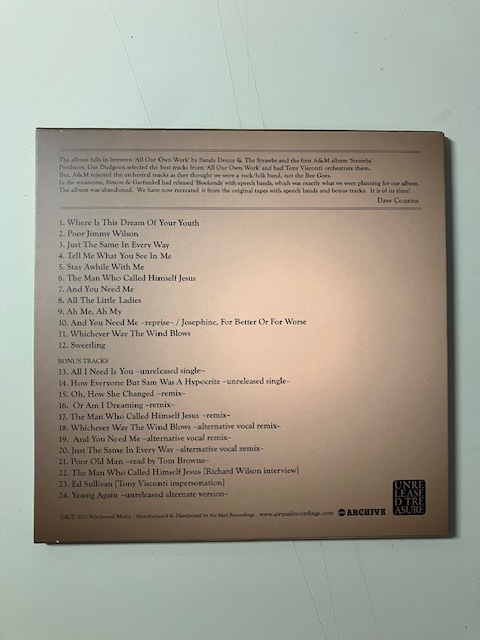 The album falls in between 'All Our Own Work' by Sandy Denny & The Strawbs and the first A&M album 'Strawbs'.
Producer, Gus Dudgeon selected the best tracks from 'All Our Own Work' and had Tony Visconti orchestrate them.
But, A&M rejected the orchestral tracks as they thought we were a rock/folk band, not the Bee Gees.
In the meantime, Simon & Garfunkel had released 'Bookends' with speech bands, which was exactly what we were planning for our album.
The album was abandoned. We have now recreated it from the original tapes with speech bands and bonus tracks. It is of its time!
Dave Cousins
1. Where Is This Dream Of Your Youth
2. Poor Jimmy Wilson
3. Just The Same In Every Way
4. Tell Me What You See In Me
5. Stay Awhile With Me
6. The Man Who Called Himself Jesus
7. And You Need Me
8. All The Little Ladies
9. Ah Me, Ah My
10. And You Need Me -reprise- / Josephine, For Better Or For Worse
11. Whichever Way The Wind Blows
12. Sweetling
BONUS TRACKS
13. All I Need Is You -unreleased single-
14. How Everyone But Sam Was A Hypocrite -unreleased single-
15. Oh, How She Changed -remix-
16. Or Am I Dreaming -remix-
17. The Man Who Called Himself Jesus -remix-
18. Whichever Way The Wind Blows -alternative vocal remix-
19. And You Need Me -alternative vocal remix-
20. Just The Same In Every Way -alternative vocal remix-
21. Poor Old Man -read by Tom Browne-
22. The Man Who Called Himself Jesus [Richard Wilson interview]
23. Ed Sullivan [Tony Visconti impersonation]
24. Young Again -unreleased alternate version-
Witchwood Media - Manufactured & Distributed by Air Mail Recordings www.airmailrecordings.com ARCHIVE
UNRE
LEASE
D TRE
ASURE